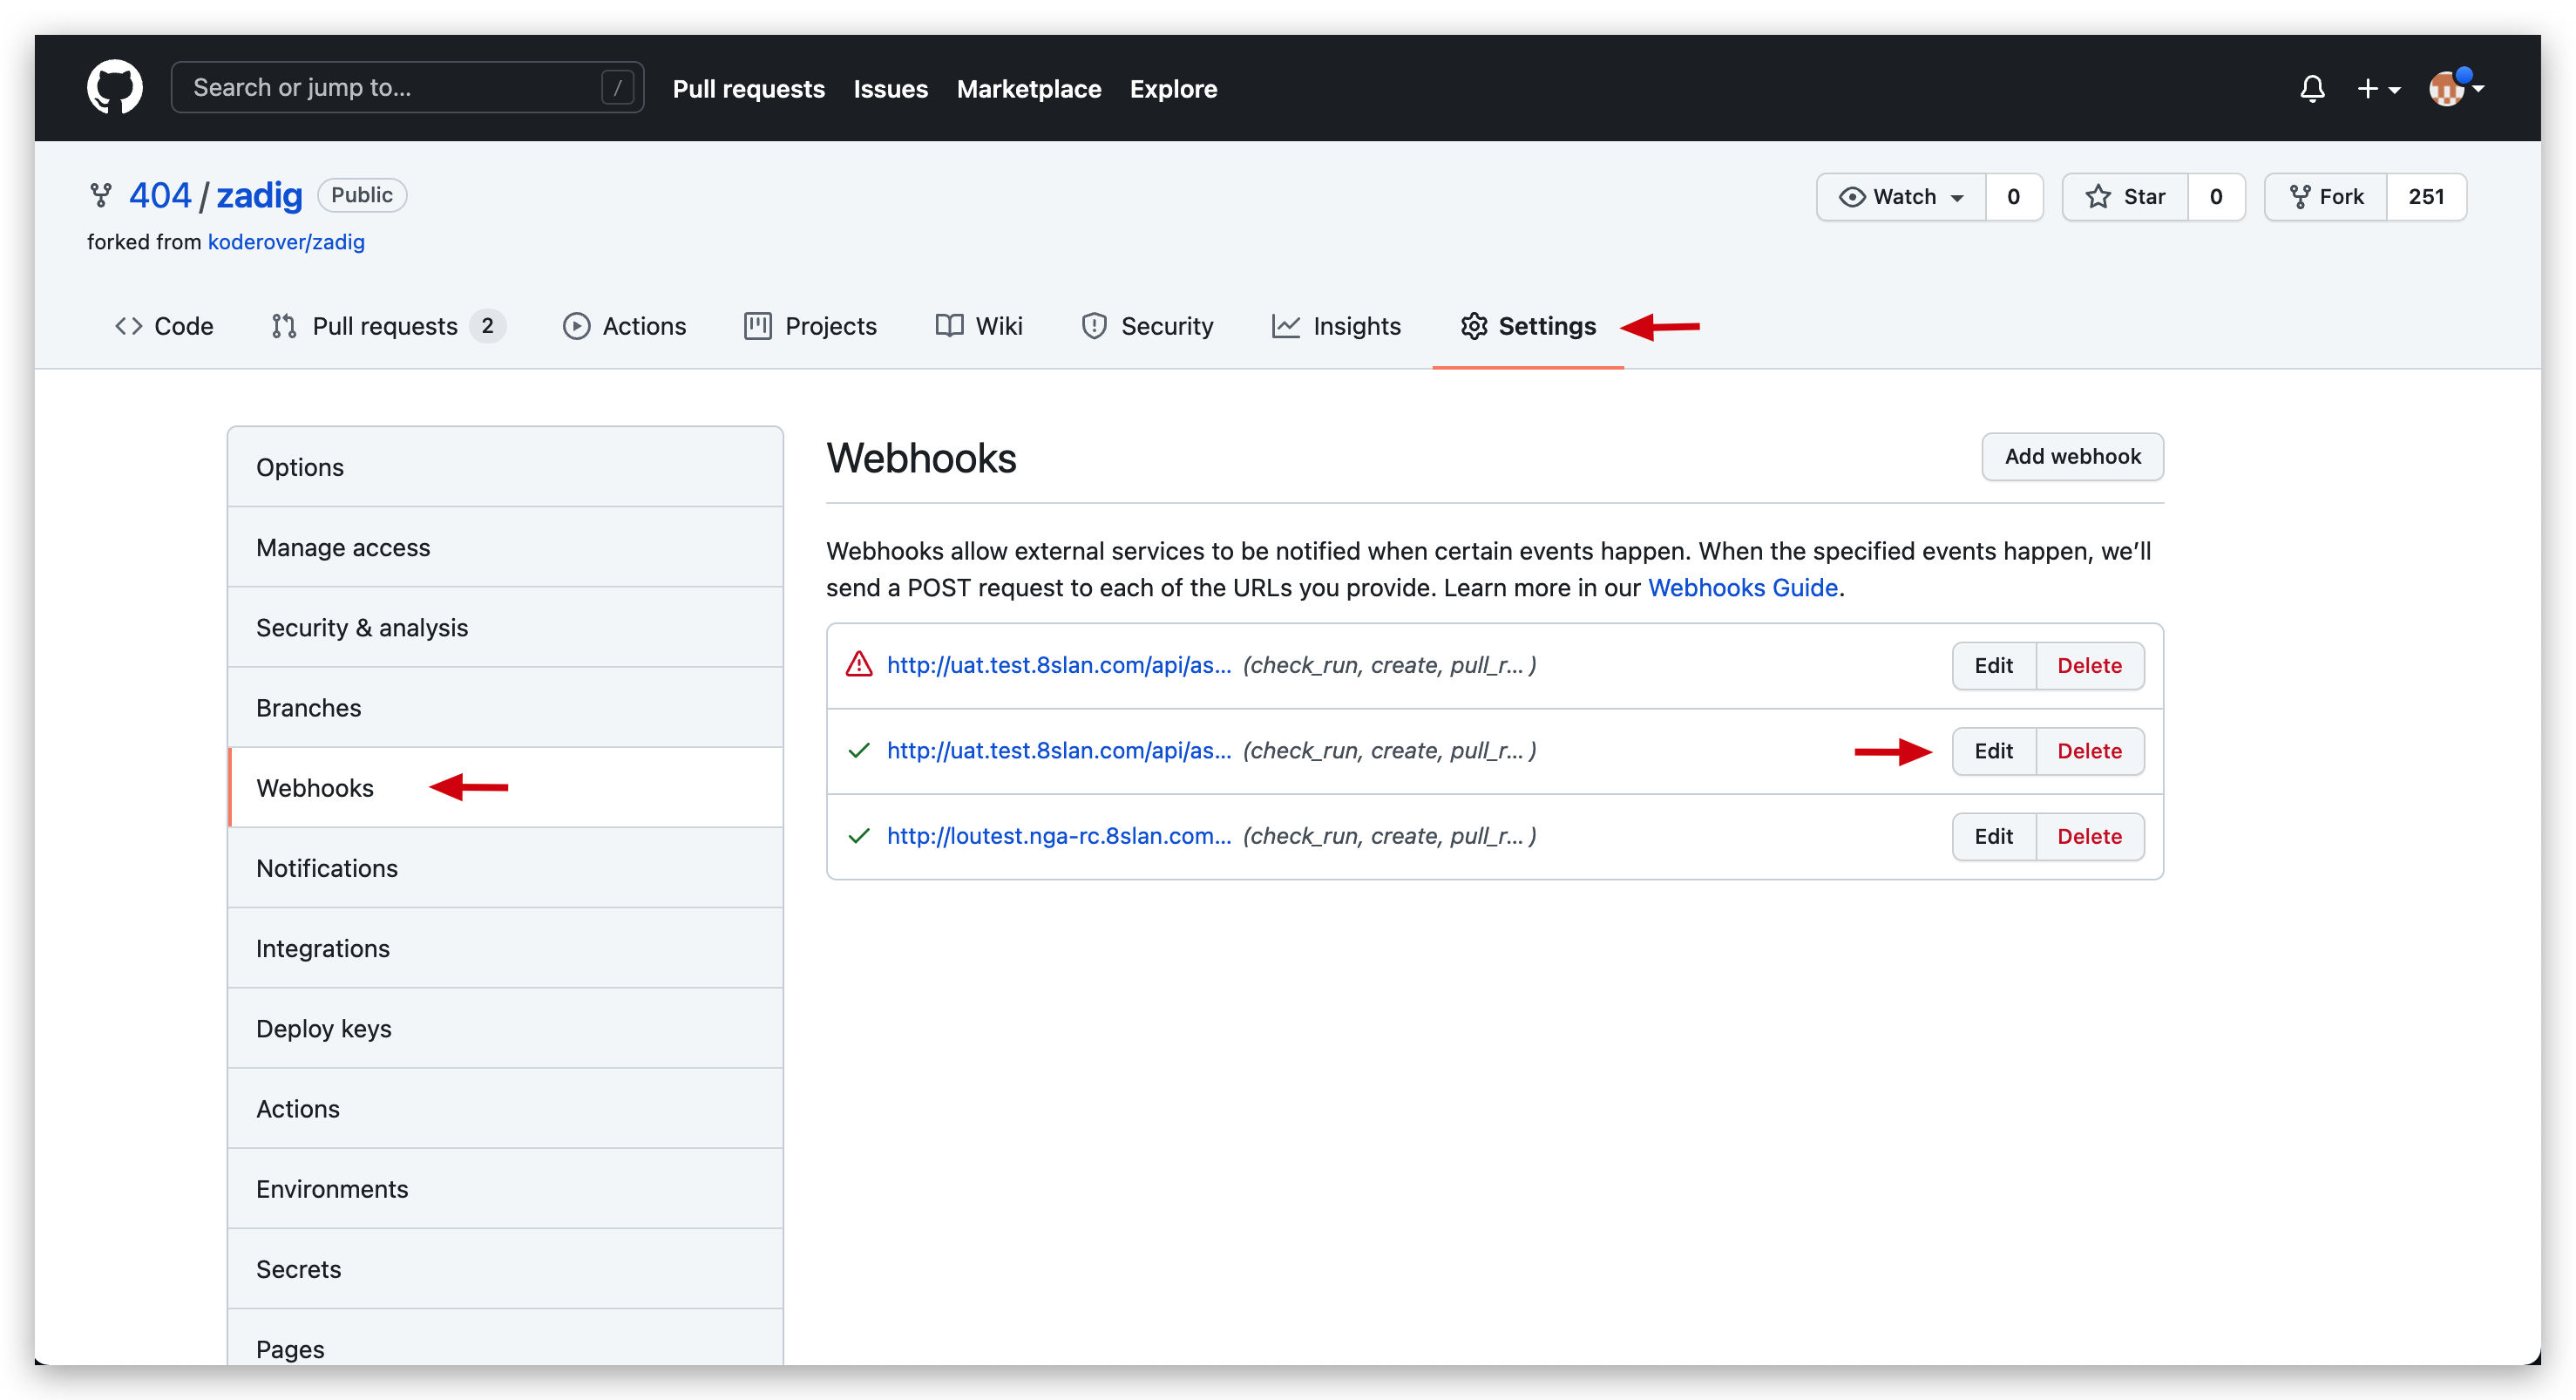 Search or jump to... /
Pull requests Issues Marketplace Explore
404 / zadig Public
Watch 0 Star 0 Fork 251
forked from koderover/zadig
Code Pull requests 2 Actions Projects Wiki Security Insights Settings
Options
Manage access
Security & analysis
Branches
Webhooks
Notifications
Integrations
Deploy keys
Actions
Environments
Secrets
Pages
Webhooks
Add webhook
Webhooks allow external services to be notified when certain events happen. When the specified events happen, we’ll
send a POST request to each of the URLs you provide. Learn more in our Webhooks Guide.
http://uat.test.8slan.com/api/as... (check_run, create, pull_r... ) Edit Delete
http://uat.test.8slan.com/api/as... (check_run, create, pull_r... ) Edit Delete
http://loutest.nga-rc.8slan.com... (check_run, create, pull_r... ) Edit Delete